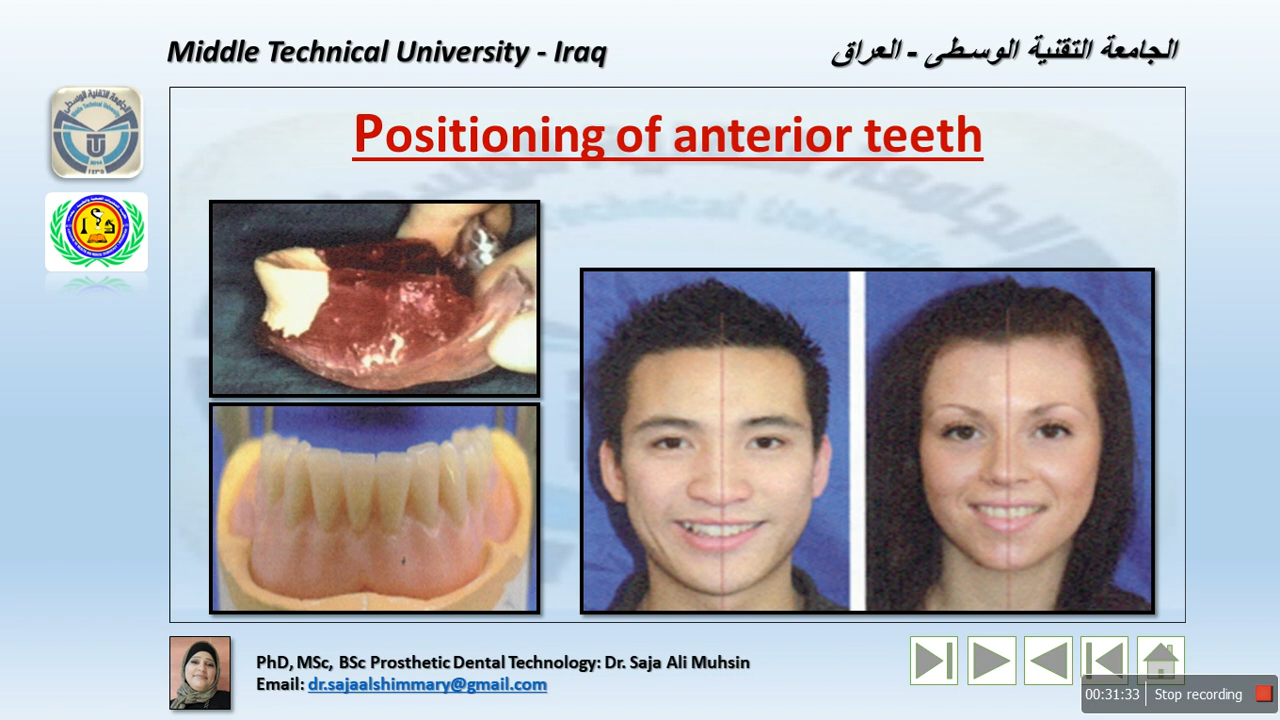 Middle Technical University - Iraq
الجامعة التقنية الوسطى - العراق
Positioning of anterior teeth
PhD, MSc, BSc Prosthetic Dental Technology: Dr. Saja Ali Muhsin
Email: dr.sajaalshimmary@gmail.com
00:31:33 Stop recording